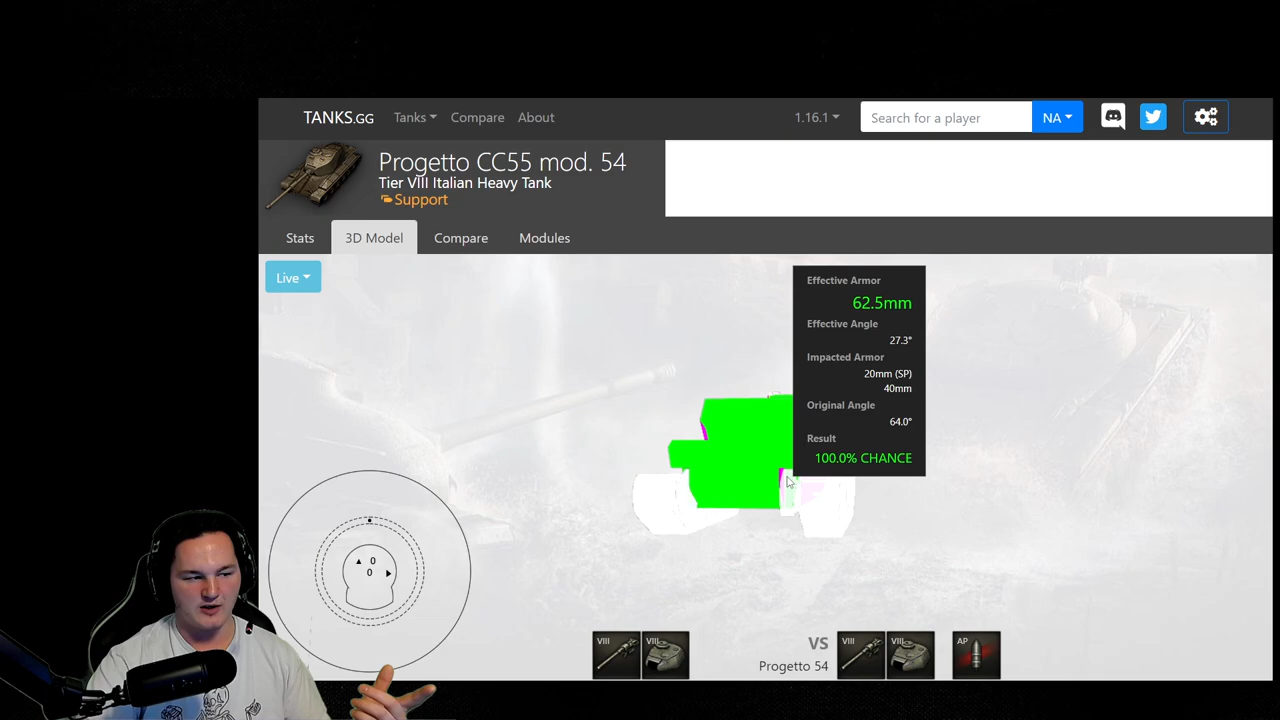 TANKS.GG Tanks Compare About 1.16.1 Search for a player NA
Progetto CC55 mod. 54
Tier VIII Italian Heavy Tank
Support
Stats 3D Model Compare Modules
Live
Effective Armor
62.5mm
Effective Angle
27.3°
Impacted Armor
20mm (SP)
40mm
Original Angle
64.0°
Result
100.0% CHANCE
0
0
VIII VIII VS VIII VIII AP
Progetto 54